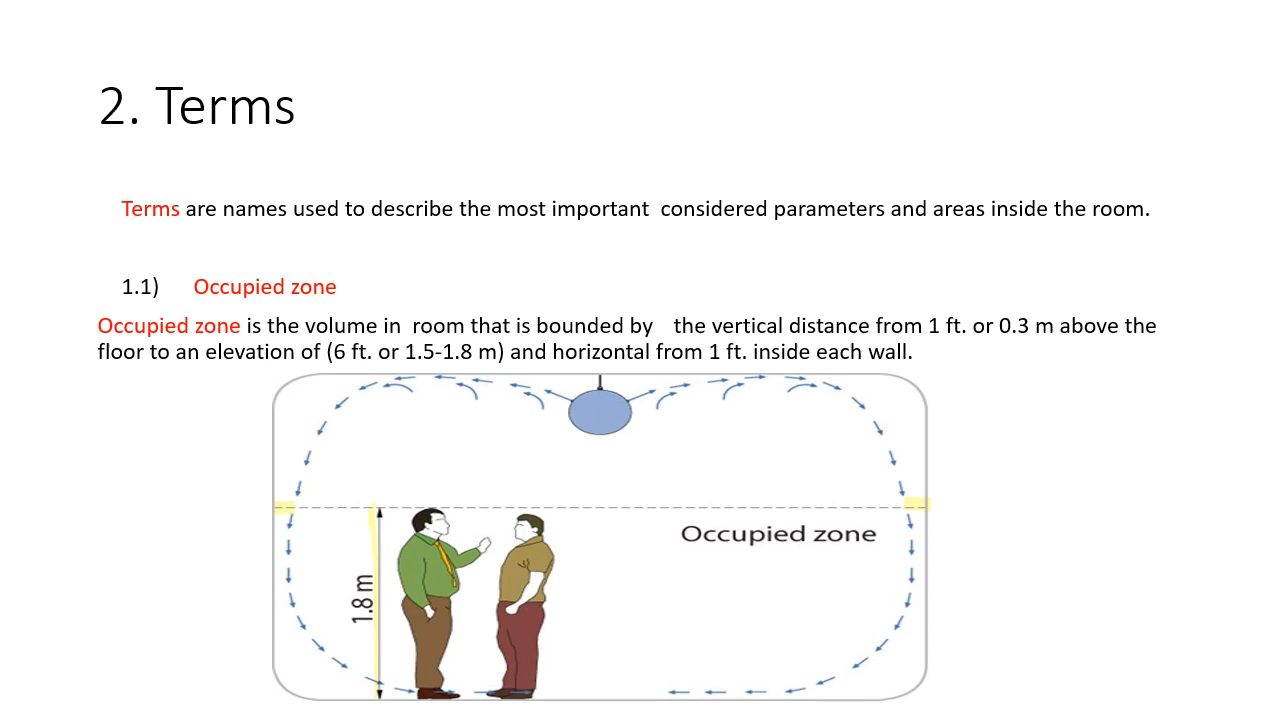 2. Terms
Terms are names used to describe the most important  considered parameters and areas inside the room.
1.1) Occupied zone
Occupied zone is the volume in  room that is bounded by   the vertical distance from 1 ft. or 0.3 m above the
floor to an elevation of (6 ft. or 1.5-1.8 m) and horizontal from 1 ft. inside each wall.
Occupied zone
1.8 m